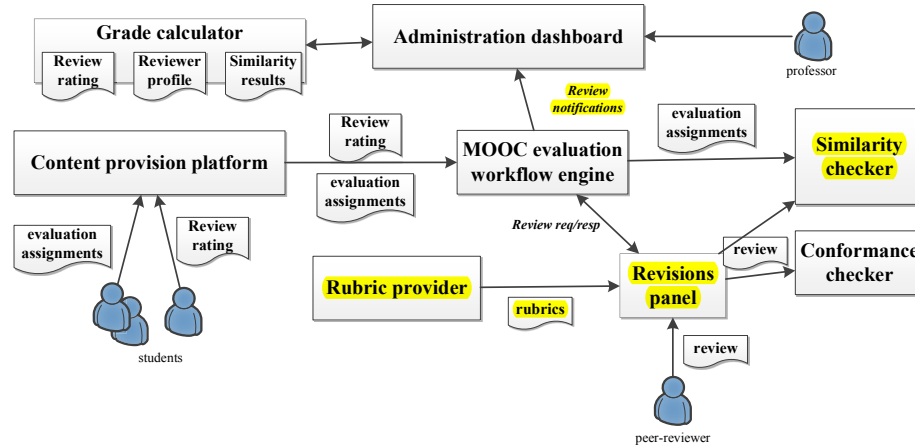 Grade calculator
Review
rating
Reviewer
profile
Similarity
results
Administration dashboard
professor
Review
notifications
Review
rating
evaluation
assignments
Content provision platform
MOOC evaluation
workflow engine
evaluation
assignments
Similarity
checker
evaluation
assignments
Review
rating
Review req/resp
review
Conformance
checker
Rubric provider
rubrics
Revisions
panel
students
review
peer-reviewer